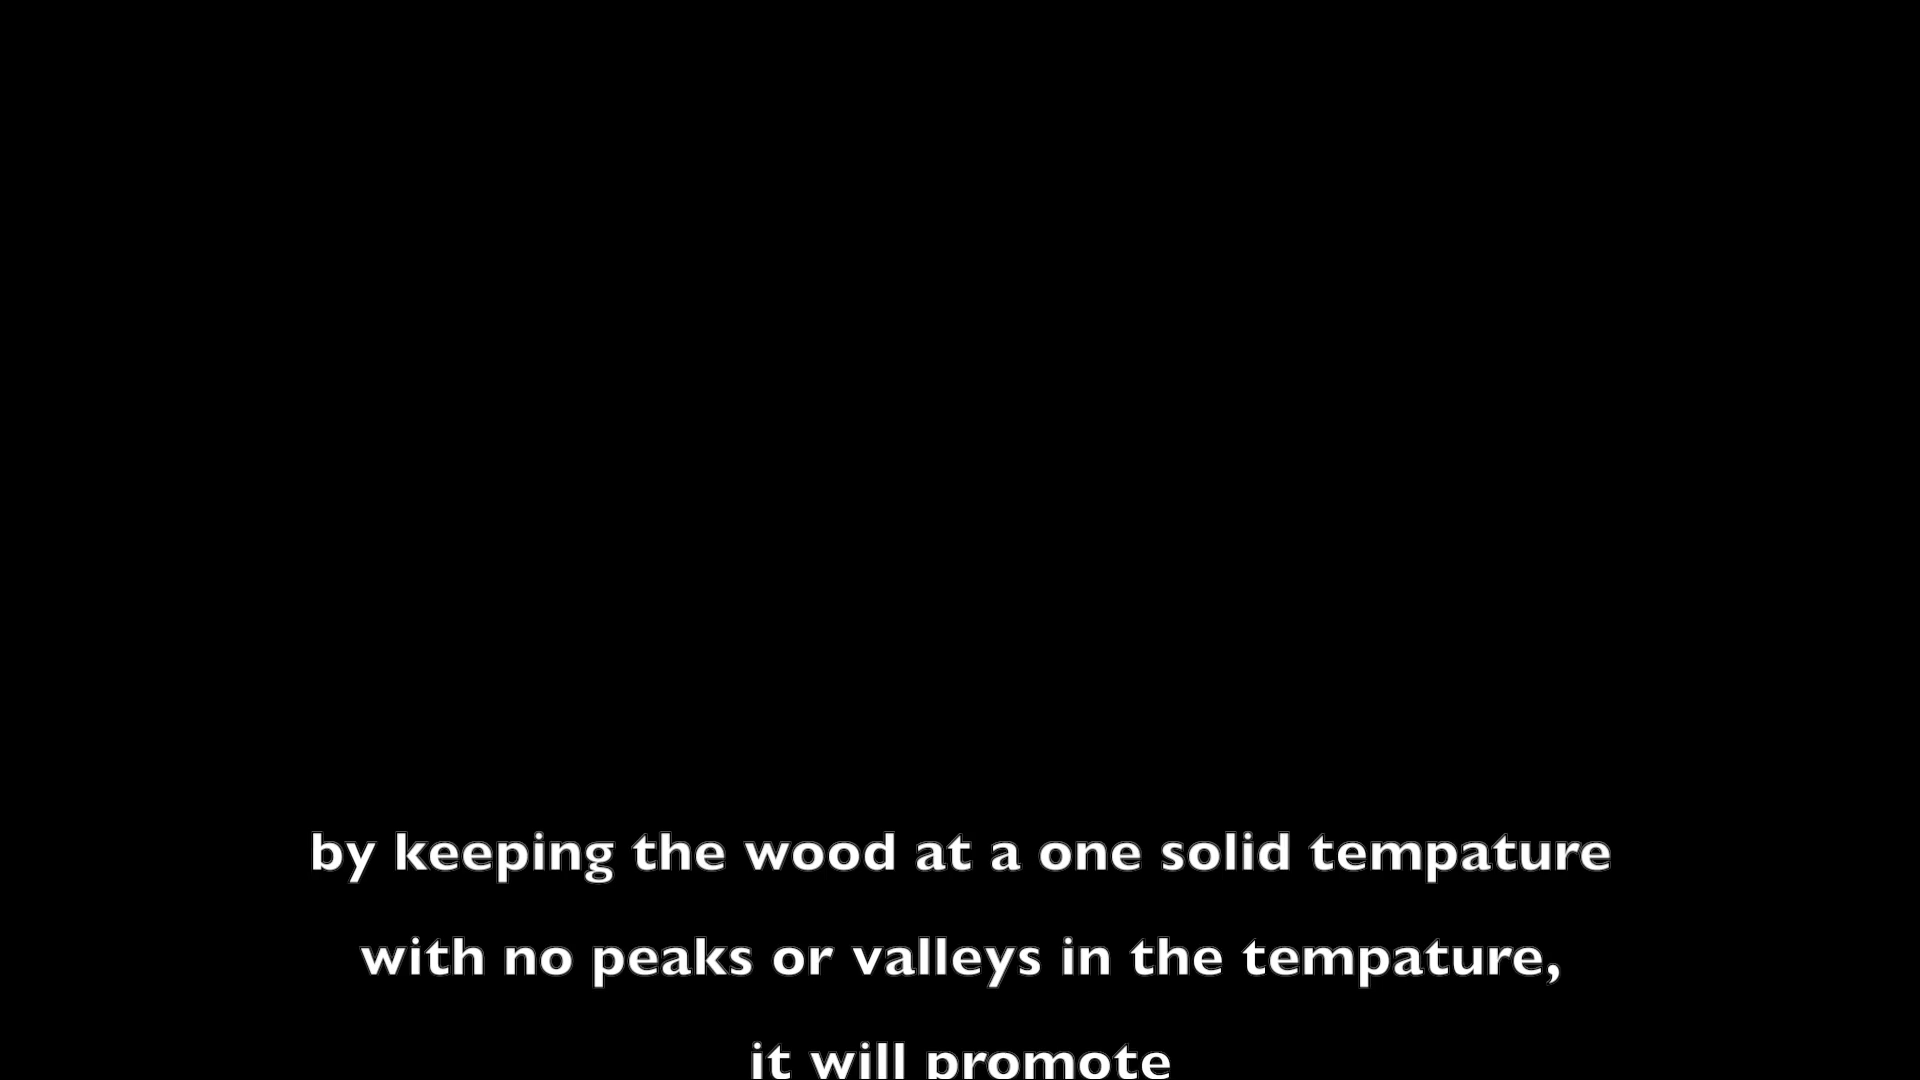 by keeping the wood at a one solid tempature
with no peaks or valleys in the tempature,
it will promote